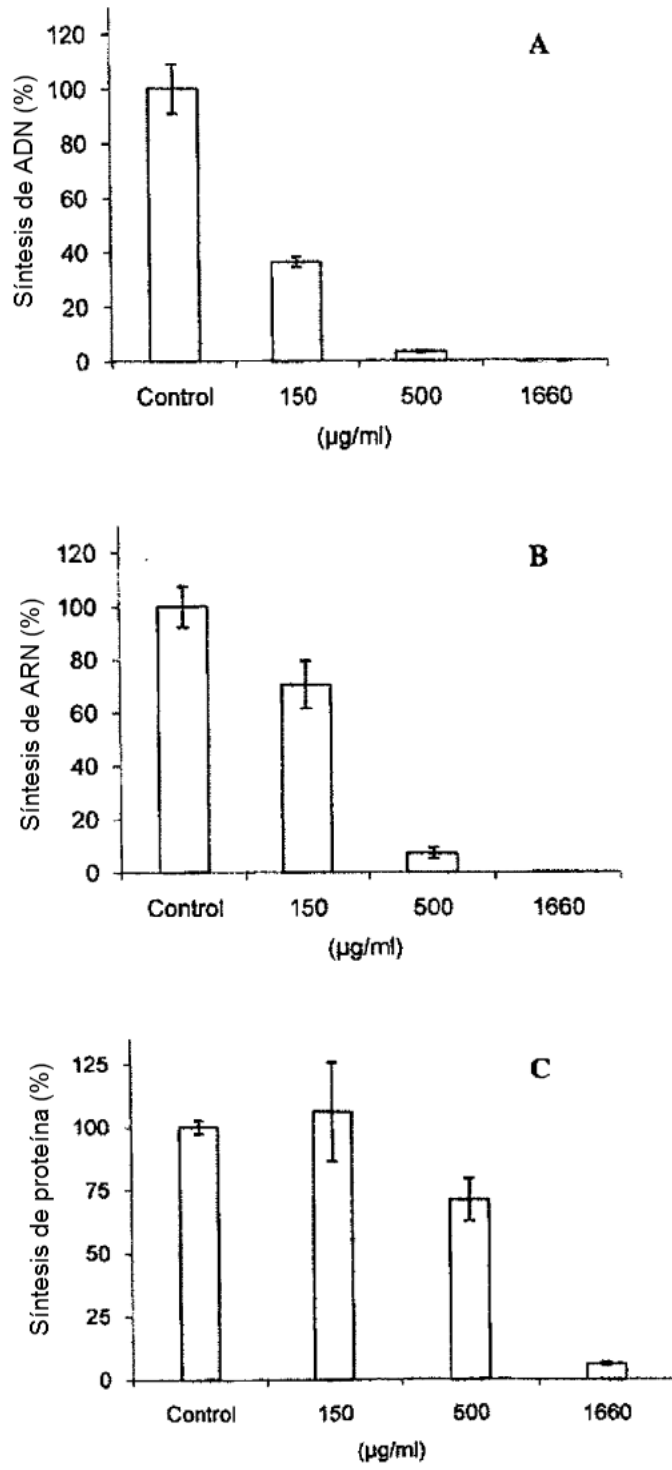 A
Síntesis de ADN (%)
120
100
80
60
40
20
0
Control 150 500 1660
(µg/ml)
B
Síntesis de ARN (%)
120
100
80
60
40
20
0
Control 150 500 1660
(µg/ml)
C
Síntesis de proteína (%)
125
100
75
50
25
0
Control 150 500 1660
(µg/ml)